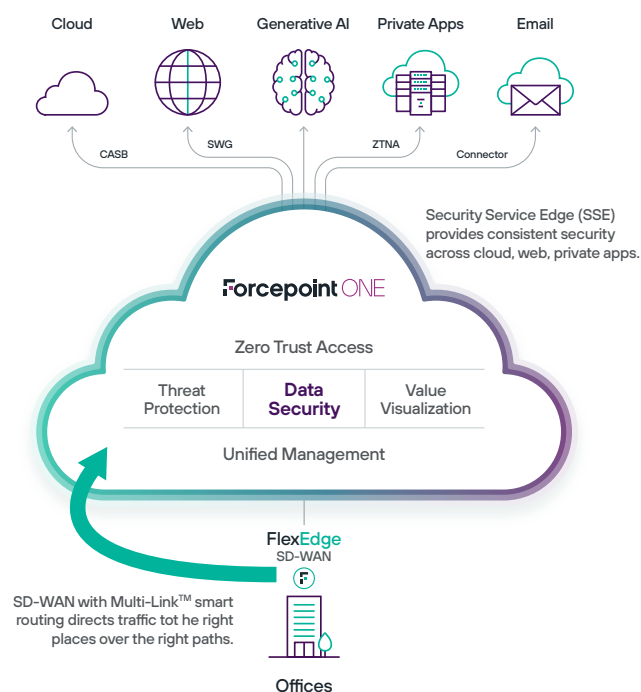 Cloud
Web
Generative AI
Private Apps
Email
CASB
SWG
ZTNA
Connector
Security Service Edge (SSE)
provides consistent security
across cloud, web, private apps.
Forcepoint ONE
Zero Trust Access
Threat
Protection
Data
Security
Value
Visualization
Unified Management
FlexEdge
SD-WAN
F
SD-WAN with Multi-Link™ smart
routing directs traffic tot he right
places over the right paths.
Offices